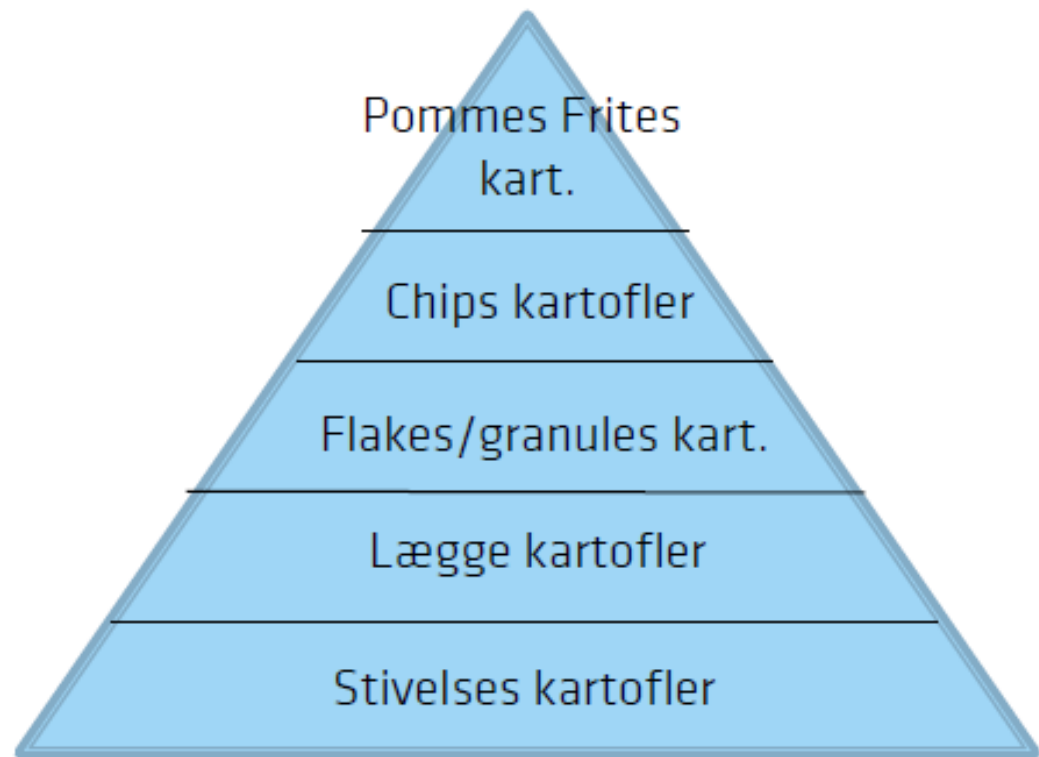 Pommes Frites
kart.
Chips kartofler
Flakes/granules kart.
Lægge kartofler
Stivelses kartofler